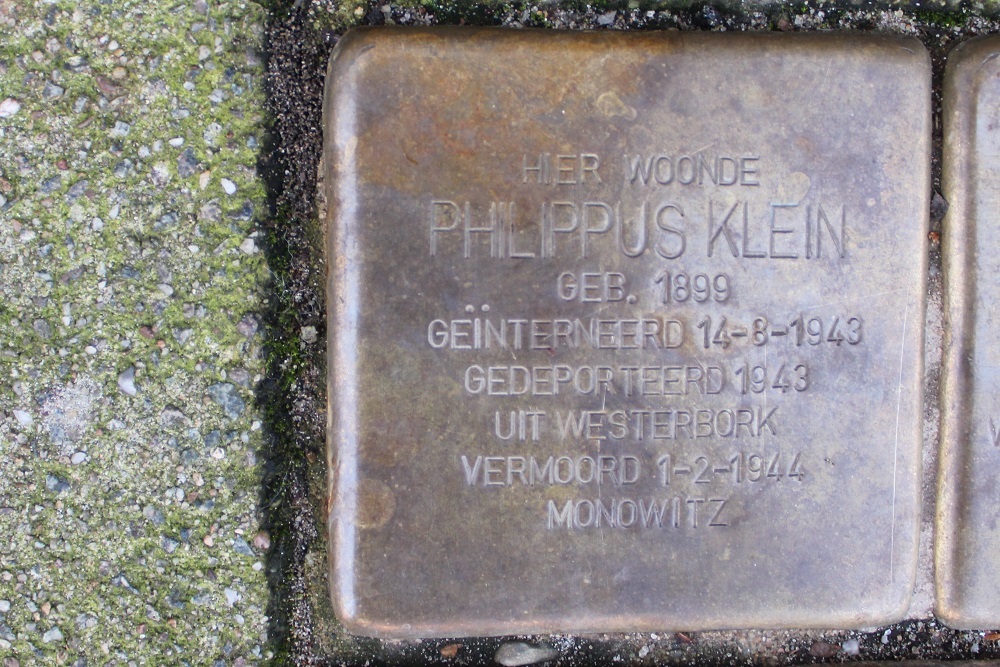 HIER WOONDE
PHILIPPUS KLEIN
GEB. 1899
GEÏNTERNEERD 14-8-1943
GEDEPORTEERD 1943
UIT WESTERBORK
VERMOORD 1-2-1944
MONOWITZ